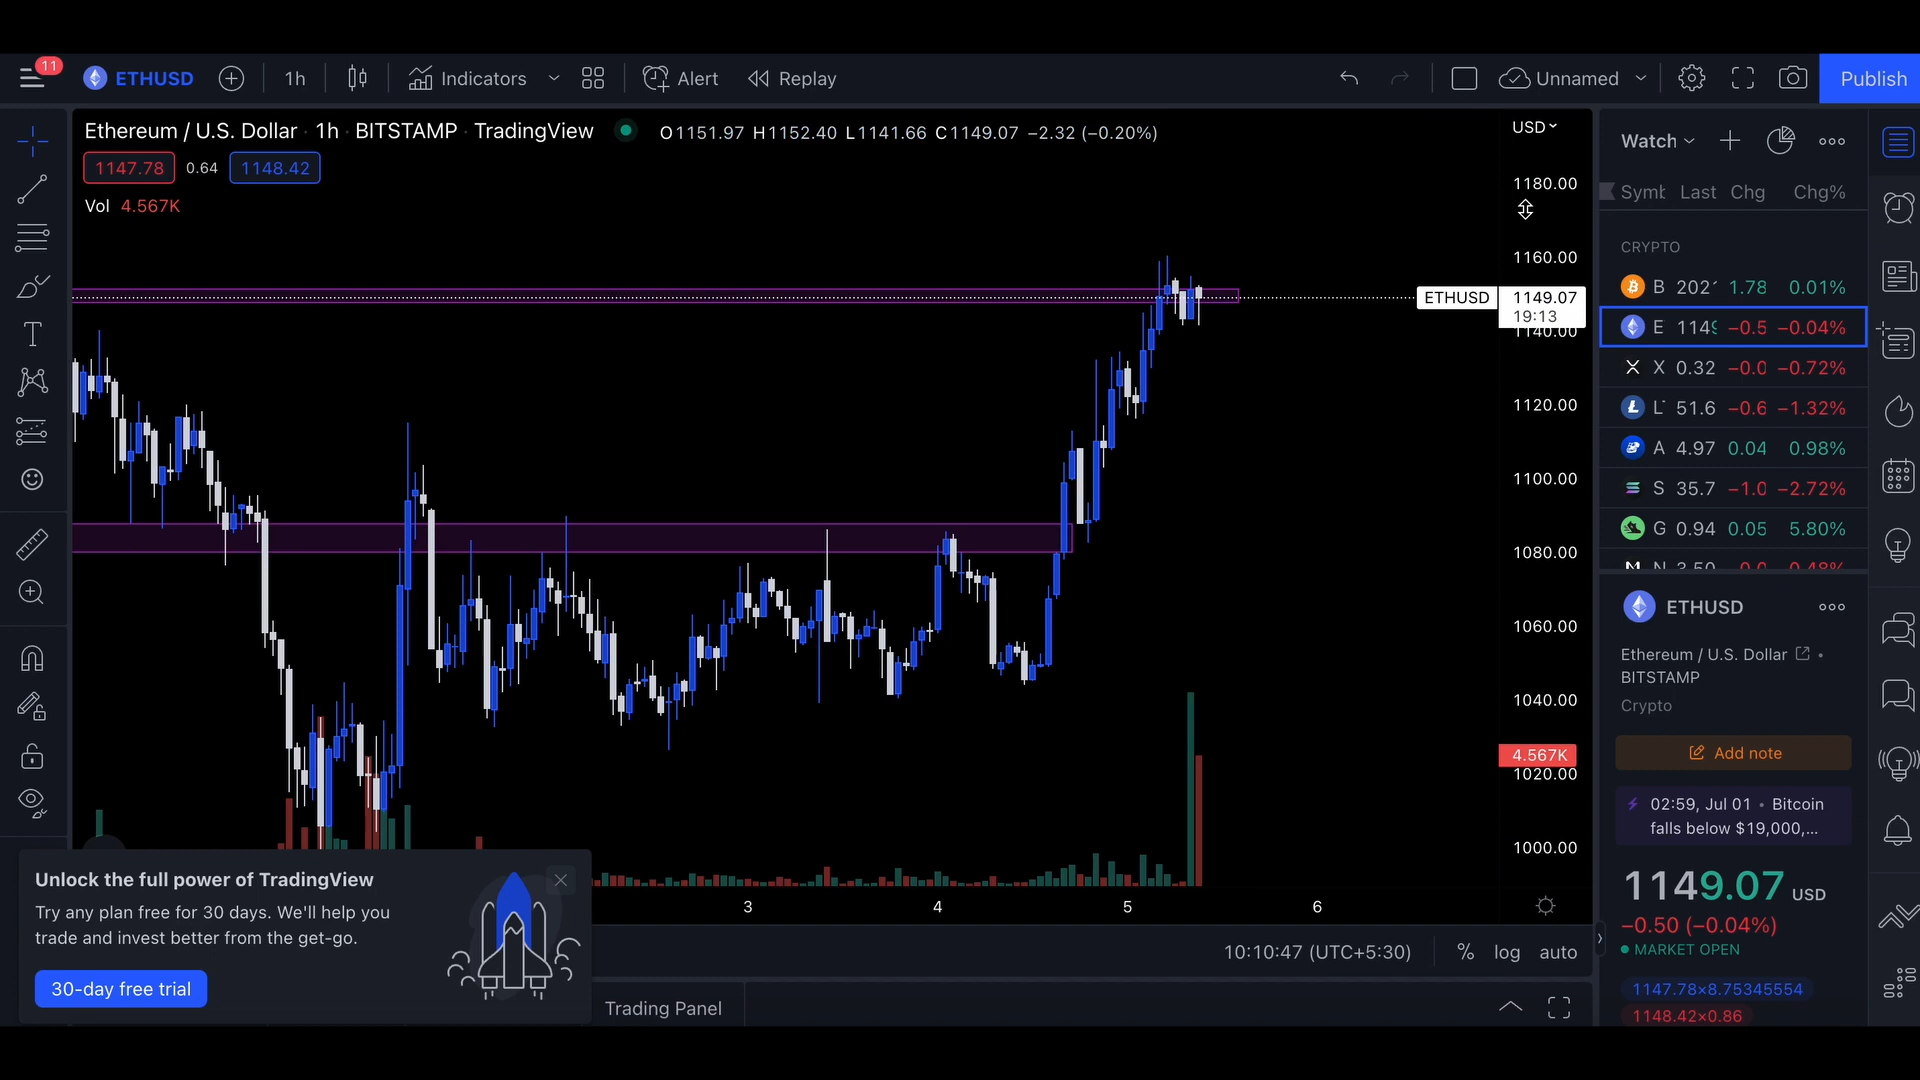 11
ETHUSD
1h
Indicators
Alert
Replay
Unnamed
Publish
Ethereum / U.S. Dollar · 1h · BITSTAMP · TradingView
O1151.97 H1152.40 L1141.66 C1149.07 −2.32 (−0.20%)
USD
1147.78 0.64 1148.42
Vol 4.567K
1180.00
1160.00
ETHUSD 1149.07
19:13
1140.00
1120.00
1100.00
1080.00
1060.00
1040.00
4.567K
1020.00
1000.00
3 4 5 6
Unlock the full power of TradingView
Try any plan free for 30 days. We'll help you
trade and invest better from the get-go.
30-day free trial
10:10:47 (UTC+5:30)
% log auto
Trading Panel
Watch
Symb Last Chg Chg%
CRYPTO
B 202 1.78 0.01%
E 1149 −0.5 −0.04%
X 0.32 −0.0 −0.72%
L 51.6 −0.6 −1.32%
A 4.97 0.04 0.98%
S 35.7 −1.0 −2.72%
G 0.94 0.05 5.80%
ETHUSD
Ethereum / U.S. Dollar •
BITSTAMP
Crypto
Add note
02:59, Jul 01 • Bitcoin
falls below $19,000,...
1149.07 USD
−0.50 (−0.04%)
MARKET OPEN
1147.78×8.75345554
1148.42×0.86